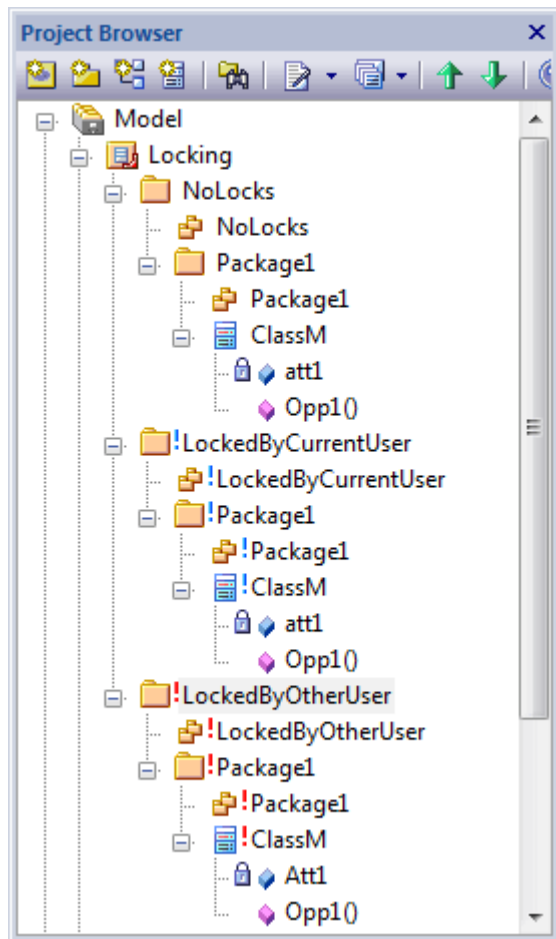 Project Browser
Model
Locking
NoLocks
NoLocks
Package1
Package1
ClassM
att1
Opp1()
!LockedByCurrentUser
!LockedByCurrentUser
!Package1
!Package1
!ClassM
att1
Opp1()
!LockedByOtherUser
!LockedByOtherUser
!Package1
!Package1
!ClassM
Att1
Opp1()